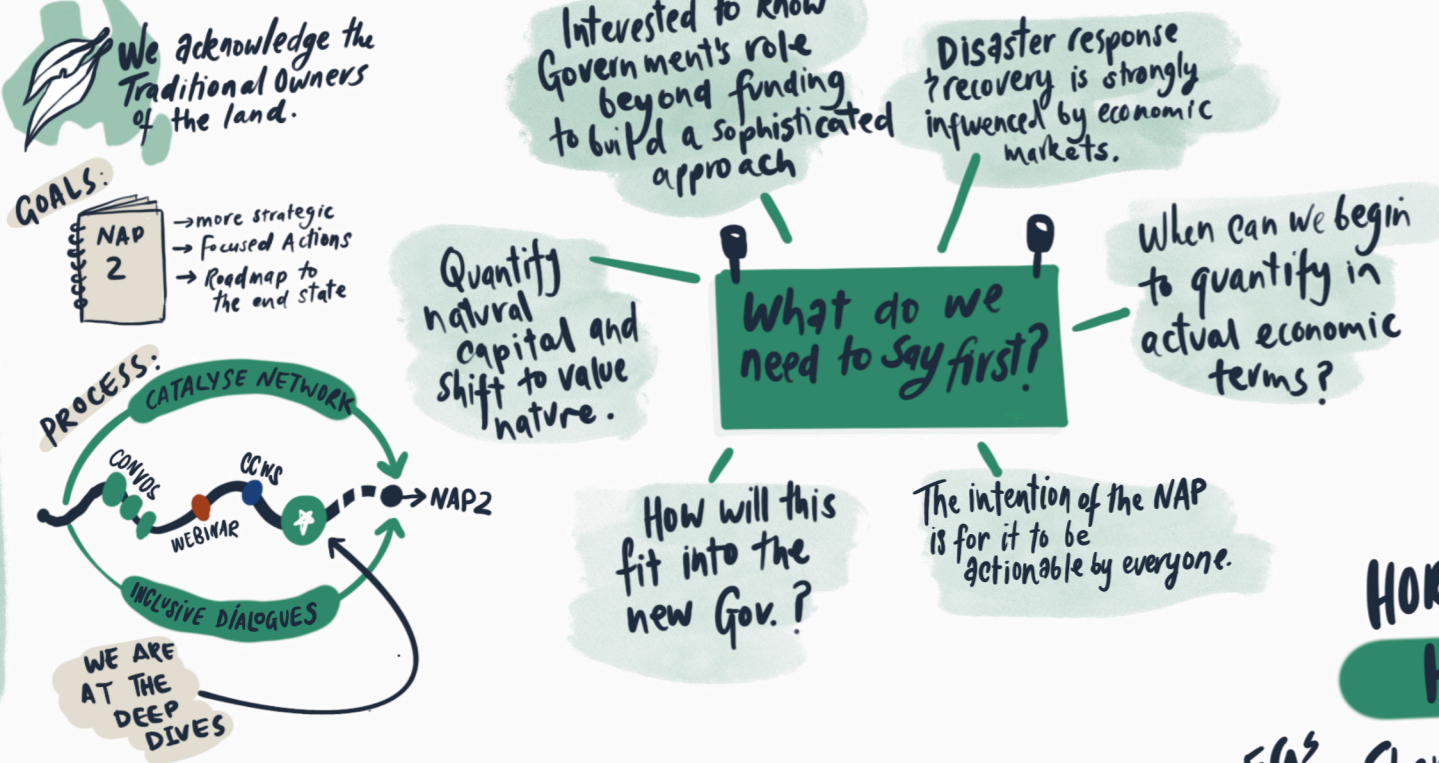 We acknowledge the
Traditional Owners
of the land.
GOALS:
NAP
2
→more strategic
→ Focused Actions
→ Roadmap to
the end state
PROCESS:
CATALYSE NETWORK
CONVOS
WEBINAR
CCWS
→NAP2
INCLUSIVE DIALOGUES
WE ARE
AT THE
DEEP
DIVES
Interested to know
Government's role
beyond funding
to build a sophisticated
approach
Disaster response
& recovery is strongly
influenced by economic
markets.
Quantify
natural
capital and
shift to value
nature.
What do we
need to say first?
When can we begin
to quantify in
actual economic
terms?
How will this
fit into the
new Gov.?
The intention of the NAP
is for it to be
actionable by everyone.